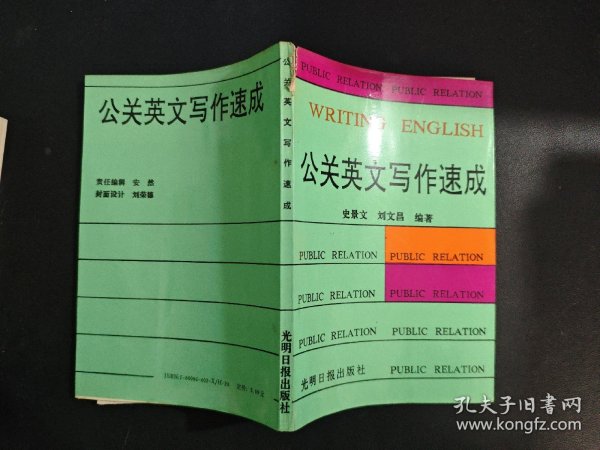 公关英文写作速成
责任编辑 安然
封面设计 刘荣臻
定价:
公关英文写作速成
光明日报出版社
PUBLIC RELATION PUBLIC RELATION
WRITING ENGLISH
公关英文写作速成
史景文 刘文昌 编著
PUBLIC RELATION PUBLIC RELATION
PUBLIC RELATION PUBLIC RELATION
PUBLIC RELATION PUBLIC RELATION
光明日报出版社 PUBLIC RELATION
孔夫子旧书网
www.kongfz.com